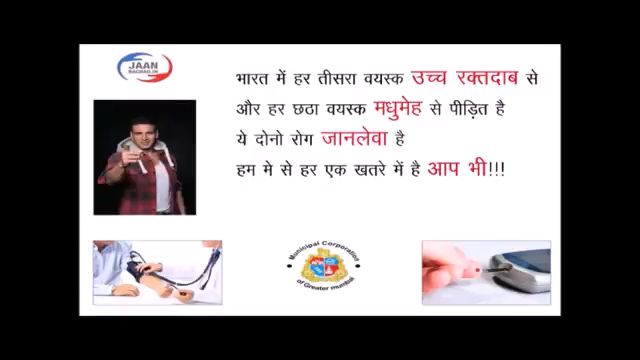 JAAN
BACHAO.IN
भारत में हर तीसरा वयस्क उच्च रक्तदाब से
और हर छठा वयस्क मधुमेह से पीड़ित है
ये दोनो रोग जानलेवा है
हम मे से हर एक खतरे में है आप भी!!!
Municipal Corporation
of Greater mumbai